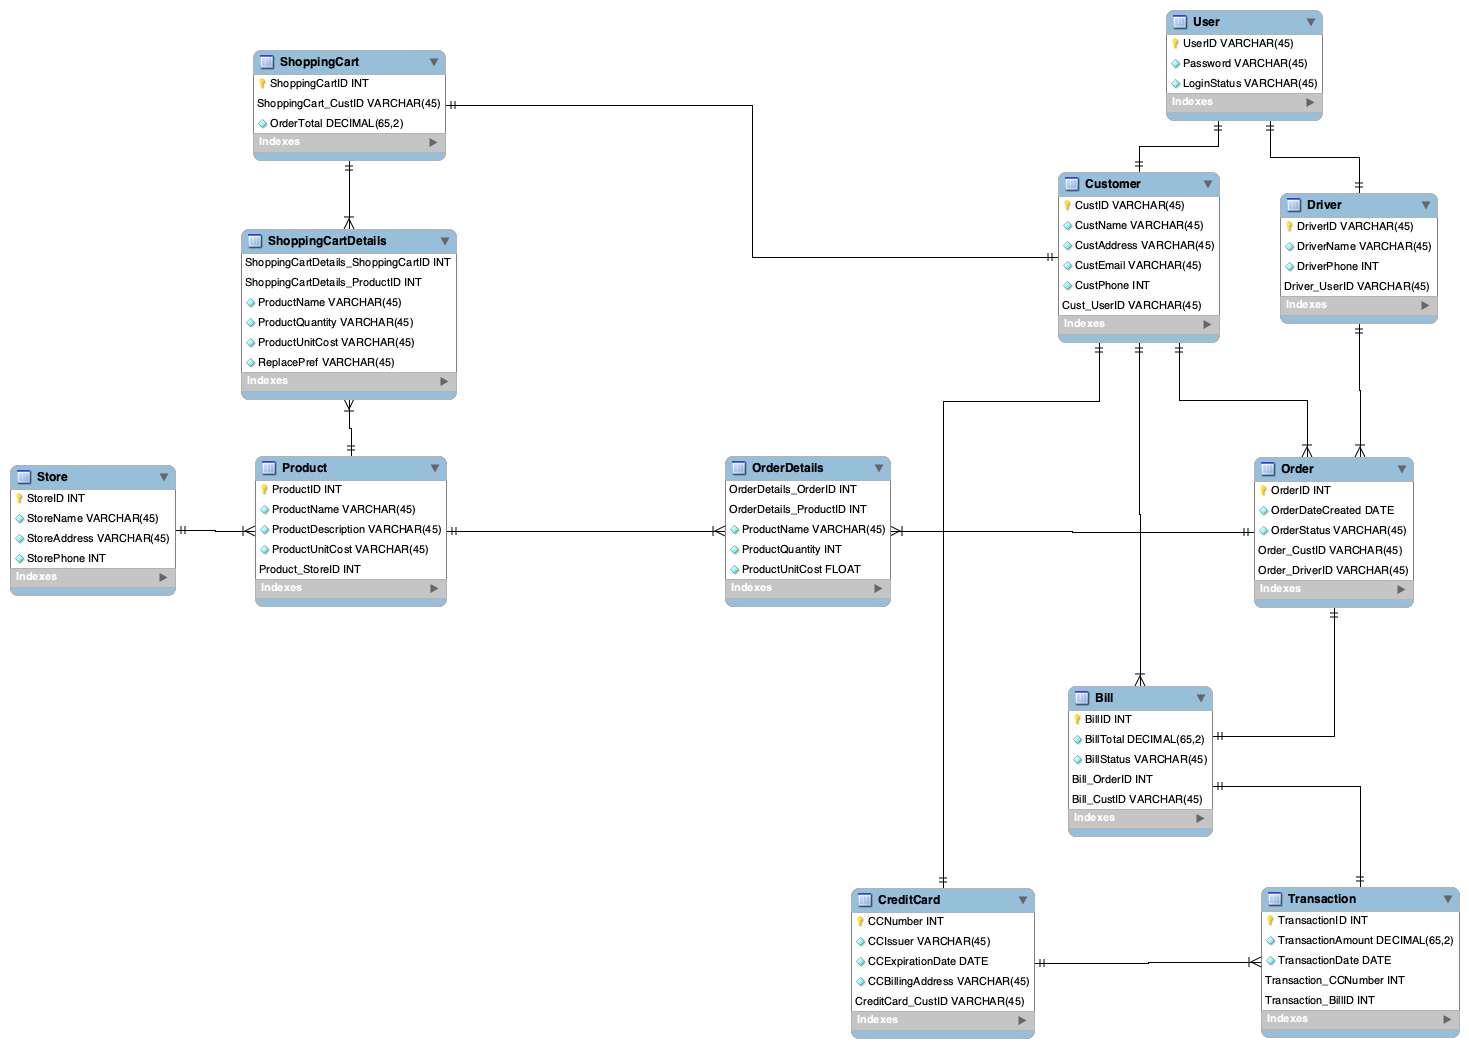 User
UserID VARCHAR(45)
Password VARCHAR(45)
LoginStatus VARCHAR(45)
Indexes
ShoppingCart
ShoppingCartID INT
ShoppingCart_CustID VARCHAR(45)
OrderTotal DECIMAL(65,2)
Indexes
Customer
CustID VARCHAR(45)
CustName VARCHAR(45)
CustAddress VARCHAR(45)
CustEmail VARCHAR(45)
CustPhone INT
Cust_UserID VARCHAR(45)
Indexes
Driver
DriverID VARCHAR(45)
DriverName VARCHAR(45)
DriverPhone INT
Driver_UserID VARCHAR(45)
Indexes
ShoppingCartDetails
ShoppingCartDetails_ShoppingCartID INT
ShoppingCartDetails_ProductID INT
ProductName VARCHAR(45)
ProductQuantity VARCHAR(45)
ProductUnitCost VARCHAR(45)
ReplacePref VARCHAR(45)
Indexes
Store
StoreID INT
StoreName VARCHAR(45)
StoreAddress VARCHAR(45)
StorePhone INT
Indexes
Product
ProductID INT
ProductName VARCHAR(45)
ProductDescription VARCHAR(45)
ProductUnitCost VARCHAR(45)
Product_StoreID INT
Indexes
OrderDetails
OrderDetails_OrderID INT
OrderDetails_ProductID INT
ProductName VARCHAR(45)
ProductQuantity INT
ProductUnitCost FLOAT
Indexes
Order
OrderID INT
OrderDateCreated DATE
OrderStatus VARCHAR(45)
Order_CustID VARCHAR(45)
Order_DriverID VARCHAR(45)
Indexes
Bill
BillID INT
BillTotal DECIMAL(65,2)
BillStatus VARCHAR(45)
Bill_OrderID INT
Bill_CustID VARCHAR(45)
Indexes
CreditCard
CCNumber INT
CCIssuer VARCHAR(45)
CCExpirationDate DATE
CCBillingAddress VARCHAR(45)
CreditCard_CustID VARCHAR(45)
Indexes
Transaction
TransactionID INT
TransactionAmount DECIMAL(65,2)
TransactionDate DATE
Transaction_CCNumber INT
Transaction_BillID INT
Indexes